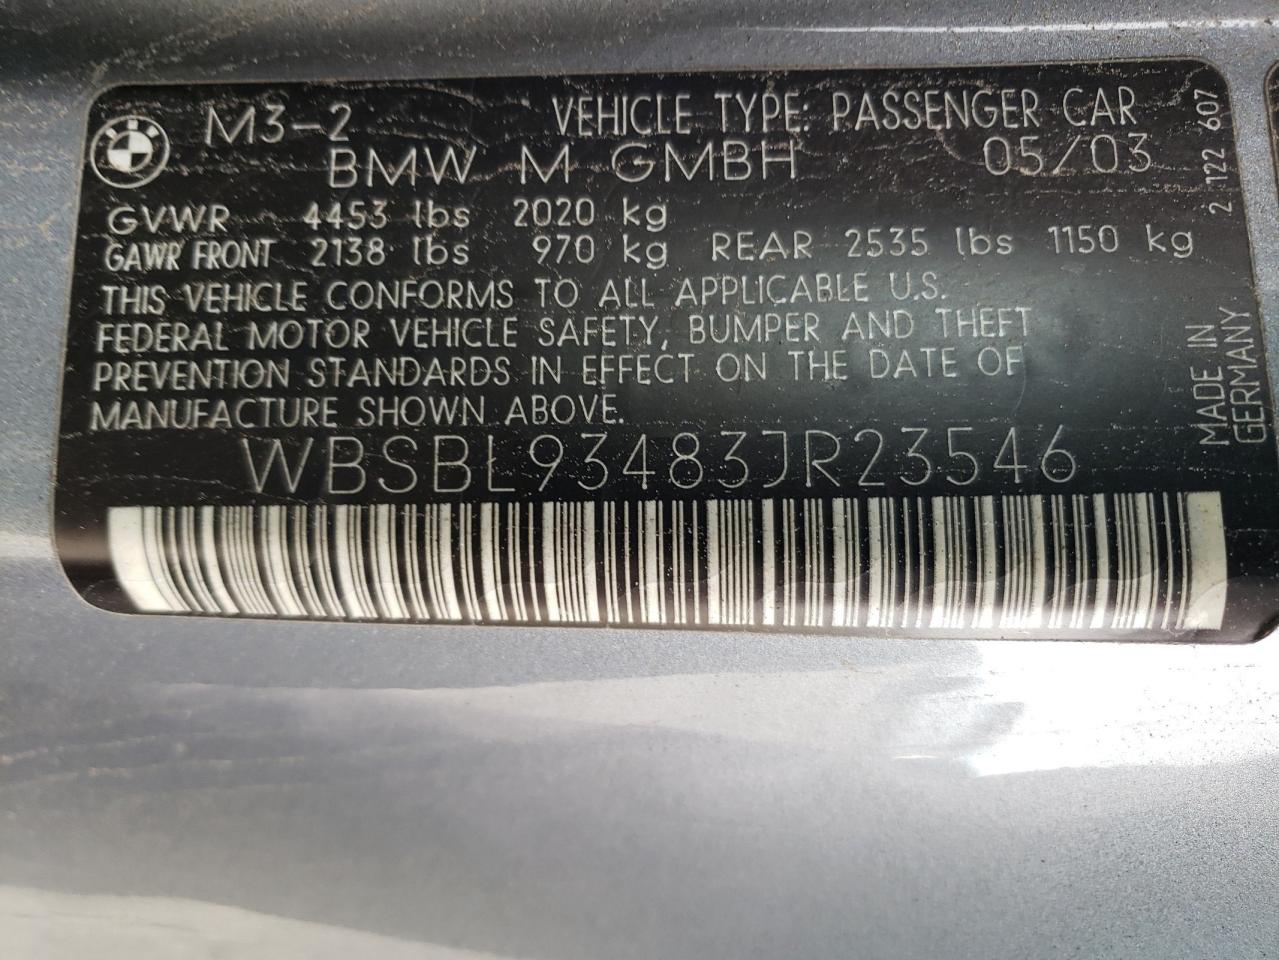 M3-2 VEHICLE TYPE: PASSENGER CAR
BMW M GMBH 05/03
GVWR 4453 lbs 2020 kg
GAWR FRONT 2138 lbs 970 kg REAR 2535 lbs 1150 kg
THIS VEHICLE CONFORMS TO ALL APPLICABLE U.S.
FEDERAL MOTOR VEHICLE SAFETY, BUMPER AND THEFT
PREVENTION STANDARDS IN EFFECT ON THE DATE OF
MANUFACTURE SHOWN ABOVE.
WBSBL93483JR23546
2 122 607
MADE IN
GERMANY